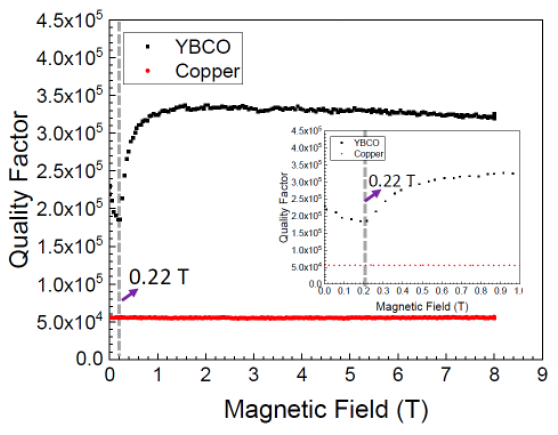 4.5x10⁵
4.0x10⁵
3.5x10⁵
3.0x10⁵
2.5x10⁵
2.0x10⁵
1.5x10⁵
1.0x10⁵
5.0x10⁴
0.0
Quality Factor
YBCO
Copper
0.22 T
0 1 2 3 4 5 6 7 8 9
Magnetic Field (T)
4.5x10⁵
4.0x10⁵
3.5x10⁵
3.0x10⁵
2.5x10⁵
2.0x10⁵
1.5x10⁵
1.0x10⁵
5.0x10⁴
0.0
Quality Factor
YBCO
Copper
0.22 T
0.0 0.1 0.2 0.3 0.4 0.5 0.6 0.7 0.8 0.9 1.0
Magnetic Field (T)